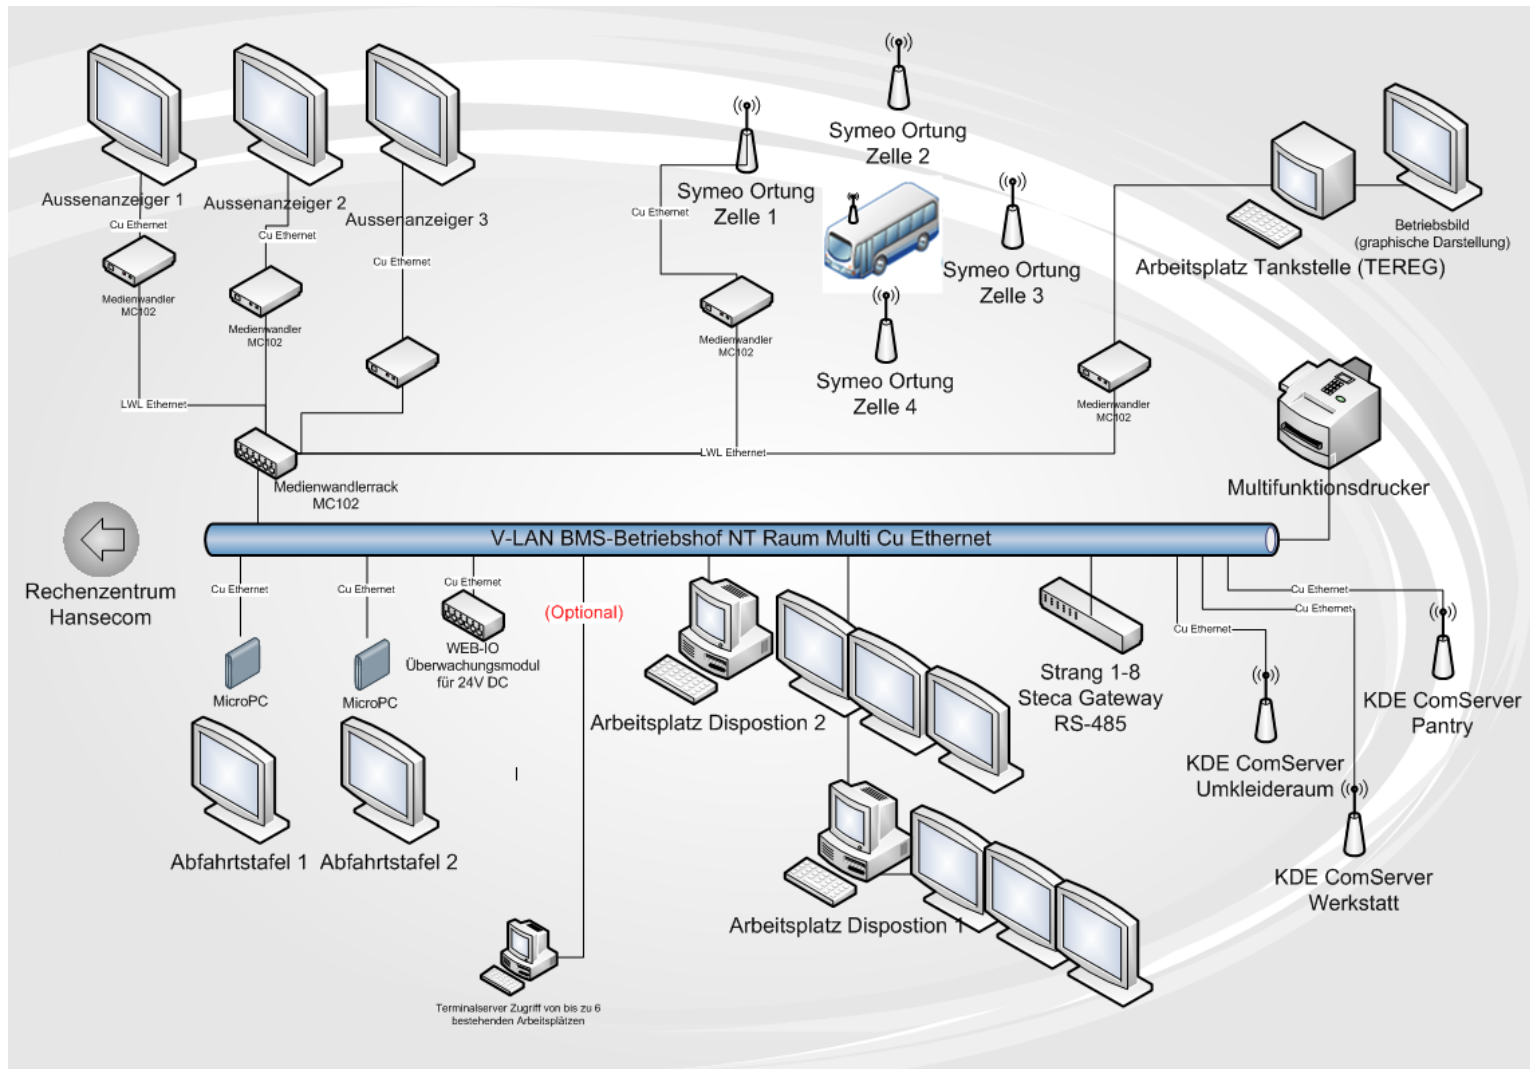 Symeo Ortung
Zelle 2
Aussenanzeiger 1
Aussenanzeiger 2
Aussenanzeiger 3
Cu Ethernet
Cu Ethernet
Cu Ethernet
Symeo Ortung
Zelle 1
Cu Ethernet
Betriebsbild
(graphische Darstellung)
Arbeitsplatz Tankstelle (TEREG)
Symeo Ortung
Zelle 3
Medienwandler
MC102
Medienwandler
MC102
Medienwandler
MC102
Symeo Ortung
Zelle 4
Medienwandler
MC102
LWL Ethernet
LWL Ethernet
Medienwandlerrack
MC102
Multifunktionsdrucker
V-LAN BMS-Betriebshof NT Raum Multi Cu Ethernet
Rechenzentrum
Hansecom
Cu Ethernet
Cu Ethernet
Cu Ethernet
(Optional)
Cu Ethernet
Cu Ethernet
Cu Ethernet
WEB-IO
Überwachungsmodul
für 24V DC
MicroPC
MicroPC
Arbeitsplatz Dispostion 2
Strang 1-8
Steca Gateway
RS-485
KDE ComServer
Pantry
KDE ComServer
Umkleideraum
Abfahrtstafel 1
Abfahrtstafel 2
KDE ComServer
Werkstatt
Arbeitsplatz Dispostion 1
Terminalserver Zugriff von bis zu 6
bestehenden Arbeitsplätzen